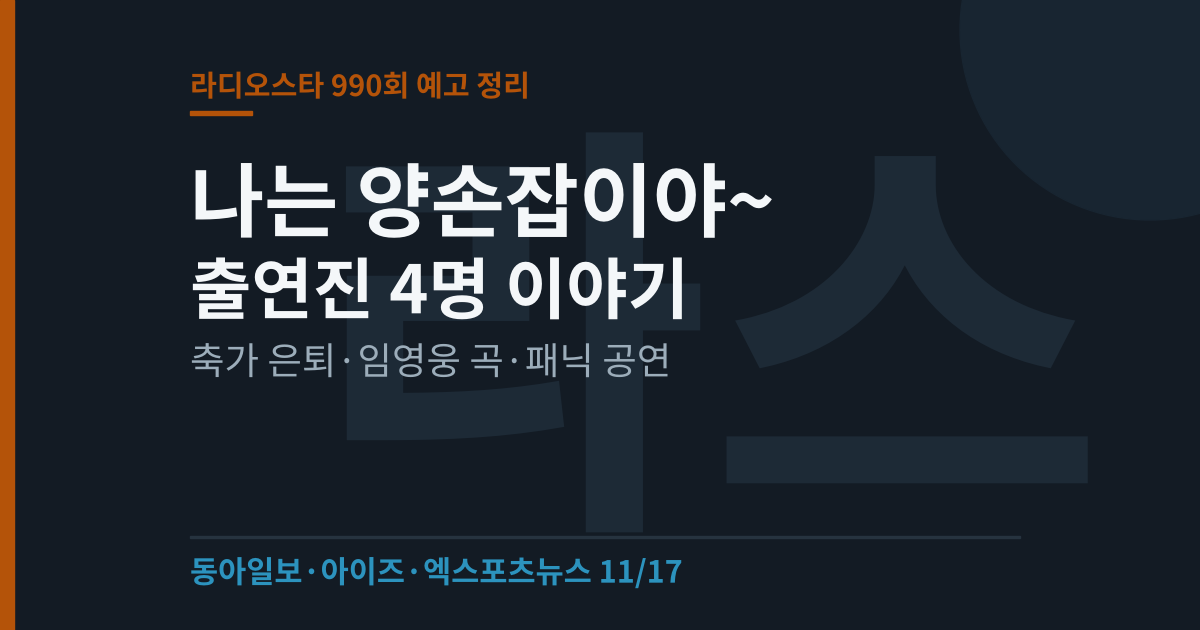 라디오스타 990회 예고 정리
나는 양손잡이야~
출연진 4명 이야기
축가 은퇴·임영웅 곡·패닉 공연
라스
동아일보·아이즈·엑스포츠뉴스 11/17